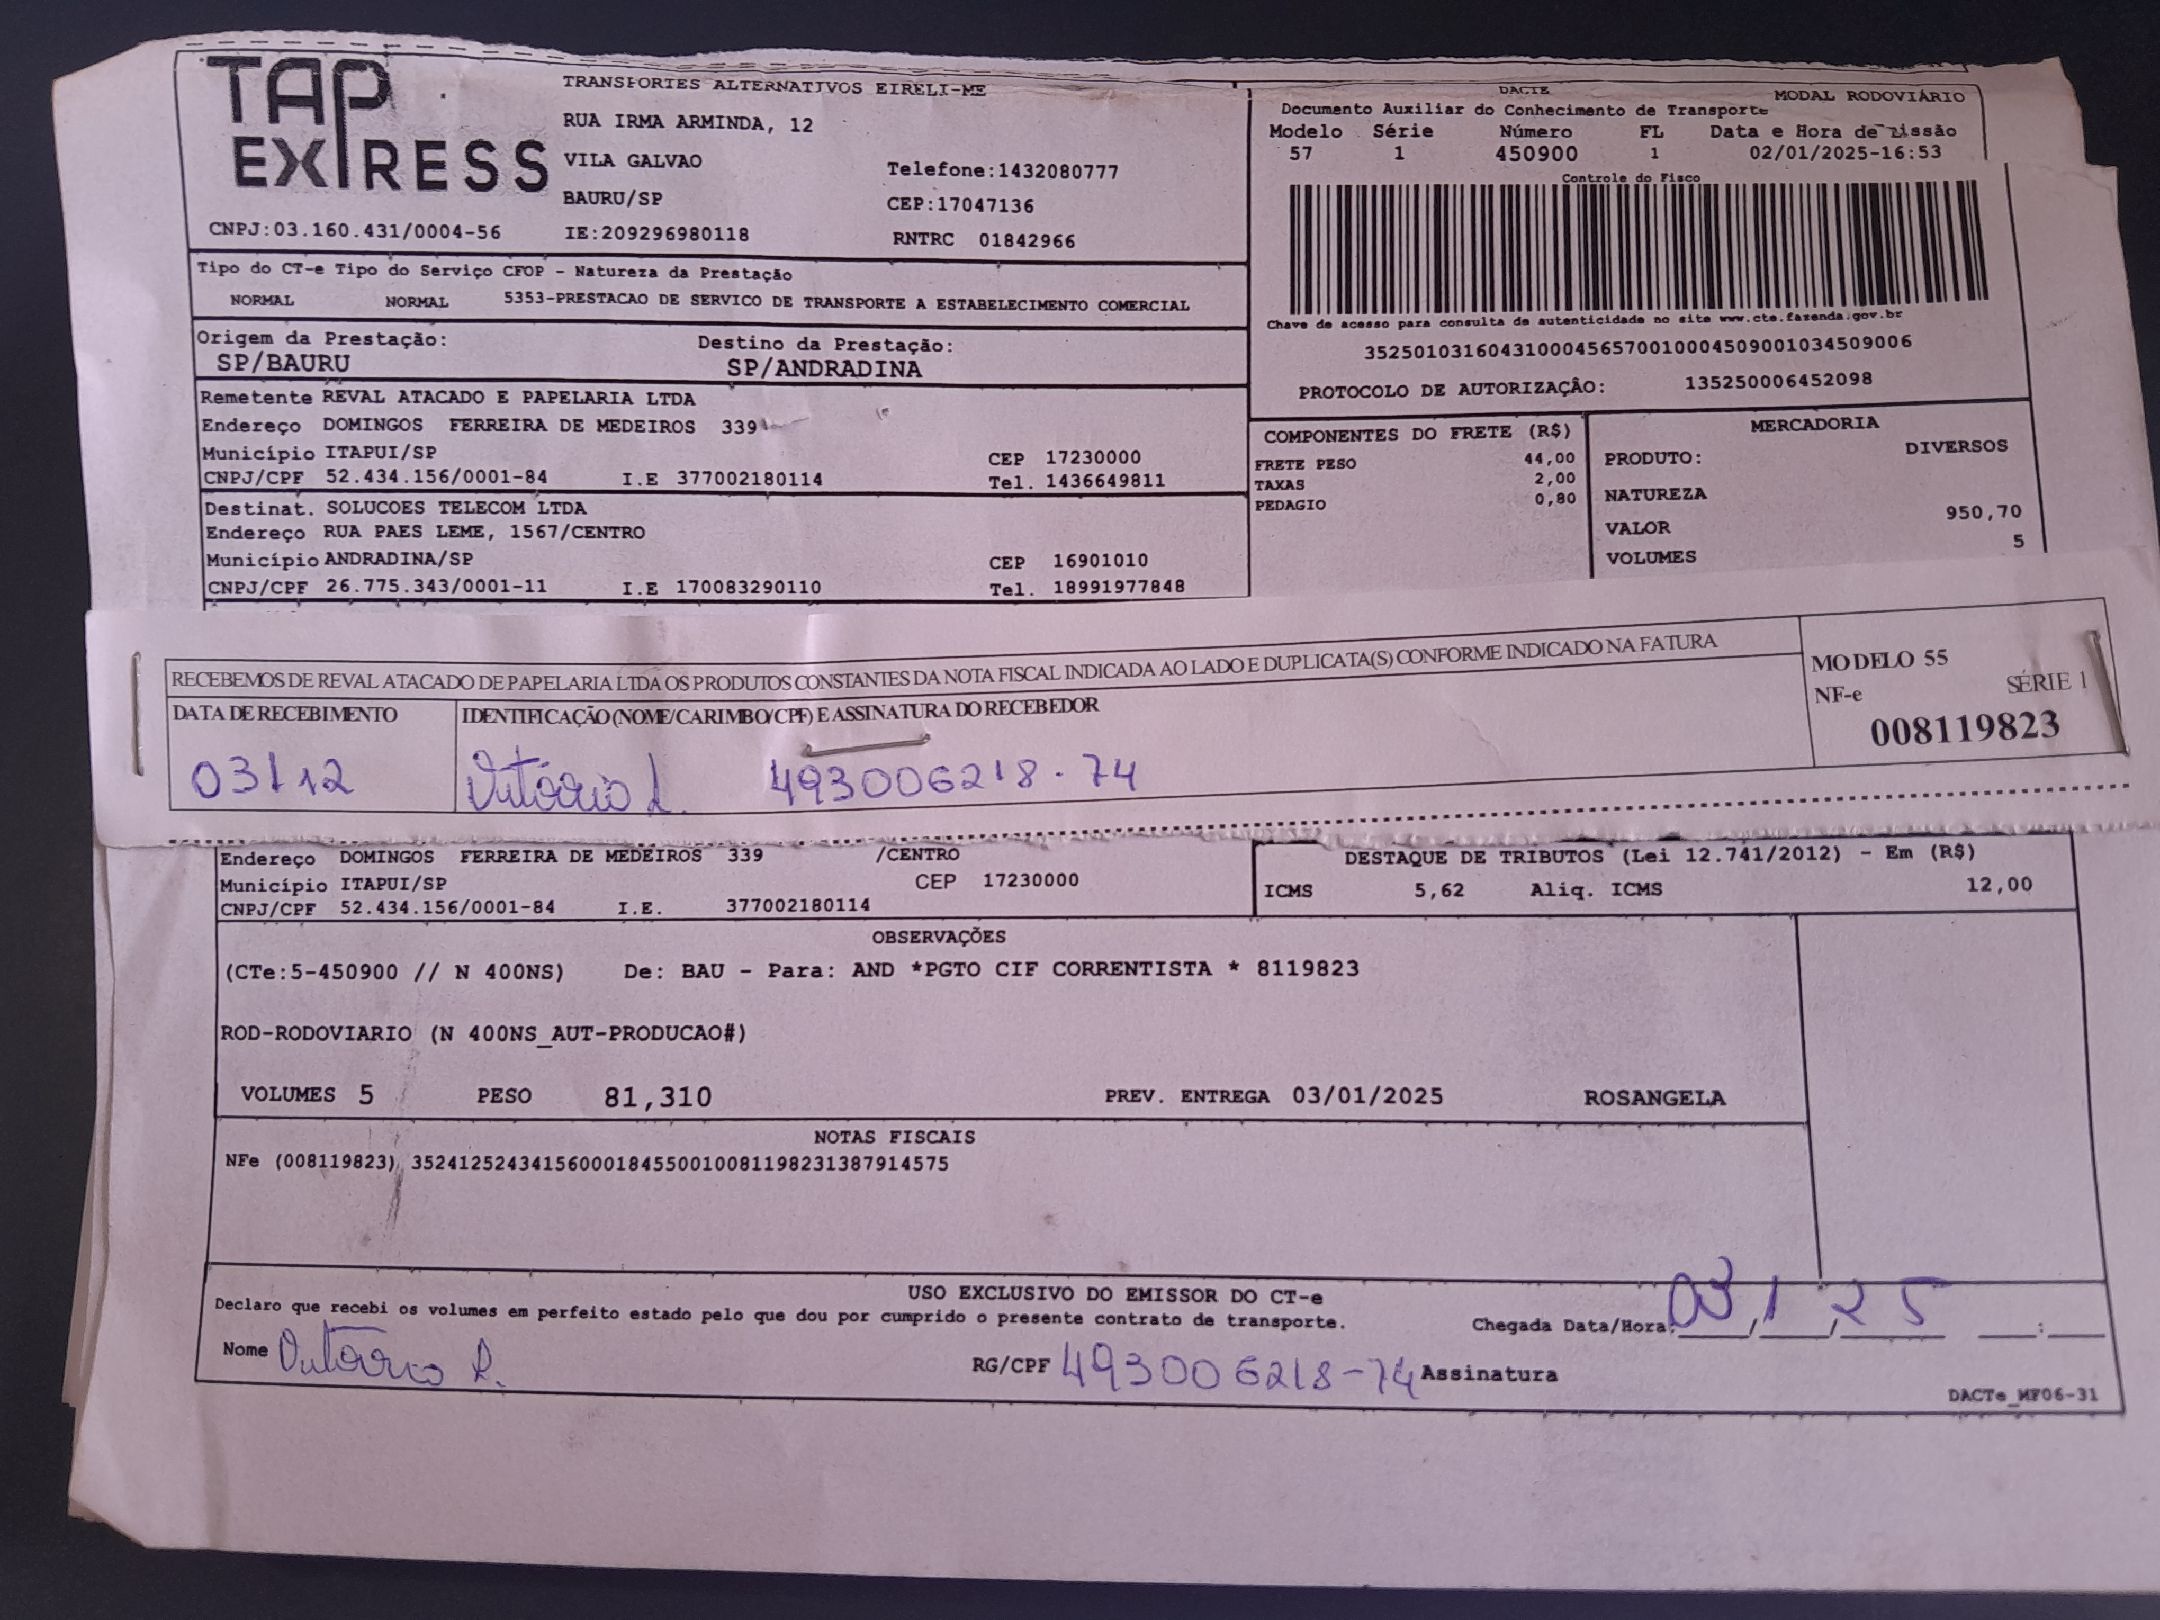 TAP EXPRESS
TRANSPORTES ALTERNATIVOS EIRELI-ME
RUA IRMA ARMINDA, 12
VILA GALVAO Telefone:1432080777
BAURU/SP CEP:17047136
CNPJ:03.160.431/0004-56 IE:209296980118 RNTRC 01842966
DACTE MODAL RODOVIÁRIO
Documento Auxiliar do Conhecimento de Transporte
Modelo Série Número FL Data e Hora de
57 1 450900 1 02/01/2025-16:53
Controle do Fisco
Chave de acesso para consulta de autenticidade no site www.cte.fazenda.gov.br
35250103160431000456570010004509001034509006
PROTOCOLO DE AUTORIZAÇÂO: 135250006452098
Tipo do CT-e Tipo do Serviço CFOP - Natureza da Prestação
NORMAL NORMAL 5353-PRESTACAO DE SERVICO DE TRANSPORTE A ESTABELECIMENTO COMERCIAL
Origem da Prestação: Destino da Prestação:
SP/BAURU SP/ANDRADINA
Remetente REVAL ATACADO E PAPELARIA LTDA
Endereço DOMINGOS FERREIRA DE MEDEIROS 339
Município ITAPUI/SP CEP 17230000
CNPJ/CPF 52.434.156/0001-84 I.E 377002180114 Tel. 1436649811
Destinat. SOLUCOES TELECOM LTDA
Endereço RUA PAES LEME, 1567/CENTRO
Município ANDRADINA/SP CEP 16901010
CNPJ/CPF 26.775.343/0001-11 I.E 170083290110 Tel. 18991977848
COMPONENTES DO FRETE (R$)
FRETE PESO 44,00
TAXAS 2,00
PEDAGIO 0,80
MERCADORIA
PRODUTO: DIVERSOS
NATUREZA
VALOR 950,70
VOLUMES 5
RECEBEMOS DE REVAL ATACADO DE PAPELARIA LTDA OS PRODUTOS CONSTANTES DA NOTA FISCAL INDICADA AO LADO E DUPLICATA(S) CONFORME INDICADO NA FATURA
DATA DE RECEBIMENTO IDENTIFICAÇÃO (NOME/CARIMBO/CPF) E ASSINATURA DO RECEBEDOR
03/12 Vitório L. 493006218-74
MODELO 55
NF-e SÉRIE 1
008119823
Endereço DOMINGOS FERREIRA DE MEDEIROS 339 /CENTRO
Município ITAPUI/SP CEP 17230000
CNPJ/CPF 52.434.156/0001-84 I.E. 377002180114
DESTAQUE DE TRIBUTOS (Lei 12.741/2012) - Em (R$)
ICMS 5,62 Aliq. ICMS 12,00
OBSERVAÇÕES
(CTe:5-450900 // N 400NS) De: BAU - Para: AND *PGTO CIF CORRENTISTA * 8119823
ROD-RODOVIARIO (N 400NS_AUT-PRODUCAO#)
VOLUMES 5 PESO 81,310 PREV. ENTREGA 03/01/2025 ROSANGELA
NOTAS FISCAIS
NFe (008119823) 35241252434156000184550010081198231387914575
USO EXCLUSIVO DO EMISSOR DO CT-e
Declaro que recebi os volumes em perfeito estado pelo que dou por cumprido o presente contrato de transporte.
Chegada Data/Hora: 03/1/25 :
Nome Vitório L. RG/CPF 493006218-74 Assinatura
DACTe_MF06-31